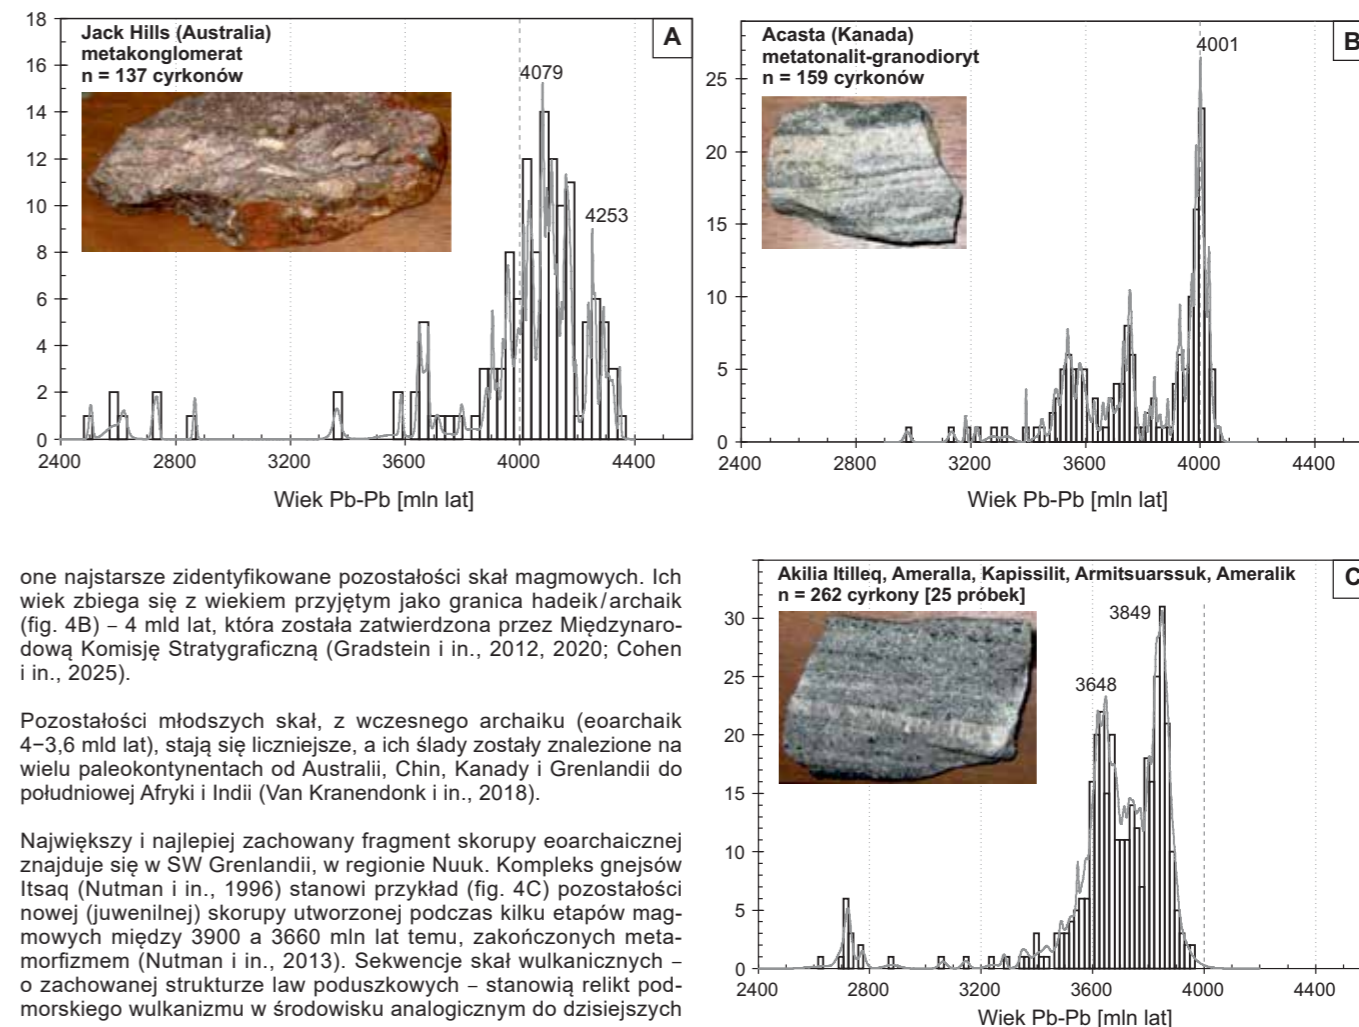 Jack Hills (Australia)
metakonglomerat
n = 137 cyrkonów
A
18
16
14
12
10
8
6
4
2
0
4079
4253
2400 2800 3200 3600 4000 4400
Wiek Pb-Pb [mln lat]
Acasta (Kanada)
metatonalit-granodioryt
n = 159 cyrkonów
B
25
20
15
10
5
0
4001
2400 2800 3200 3600 4000 4400
Wiek Pb-Pb [mln lat]
one najstarsze zidentyfikowane pozostałości skał magmowych. Ich
wiek zbiega się z wiekiem przyjętym jako granica hadeik/archaik
(fig. 4B) – 4 mld lat, która została zatwierdzona przez Międzynaro-
dową Komisję Stratygraficzną (Gradstein i in., 2012, 2020; Cohen
i in., 2025).
Pozostałości młodszych skał, z wczesnego archaiku (eoarchaik
4−3,6 mld lat), stają się liczniejsze, a ich ślady zostały znalezione na
wielu paleokontynentach od Australii, Chin, Kanady i Grenlandii do
południowej Afryki i Indii (Van Kranendonk i in., 2018).
Największy i najlepiej zachowany fragment skorupy eoarchaicznej
znajduje się w SW Grenlandii, w regionie Nuuk. Kompleks gnejsów
Itsaq (Nutman i in., 1996) stanowi przykład (fig. 4C) pozostałości
nowej (juwenilnej) skorupy utworzonej podczas kilku etapów mag-
mowych między 3900 a 3660 mln lat temu, zakończonych meta-
morfizmem (Nutman i in., 2013). Sekwencje skał wulkanicznych –
o zachowanej strukturze law poduszkowych – stanowią relikt pod-
morskiego wulkanizmu w środowisku analogicznym do dzisiejszych
Akilia Itilleq, Ameralla, Kapissilit, Armitsuarssuk, Ameralik
n = 262 cyrkony [25 próbek]
C
30
25
20
15
10
5
0
3849
3648
2400 2800 3200 3600 4000 4400
Wiek Pb-Pb [mln lat]